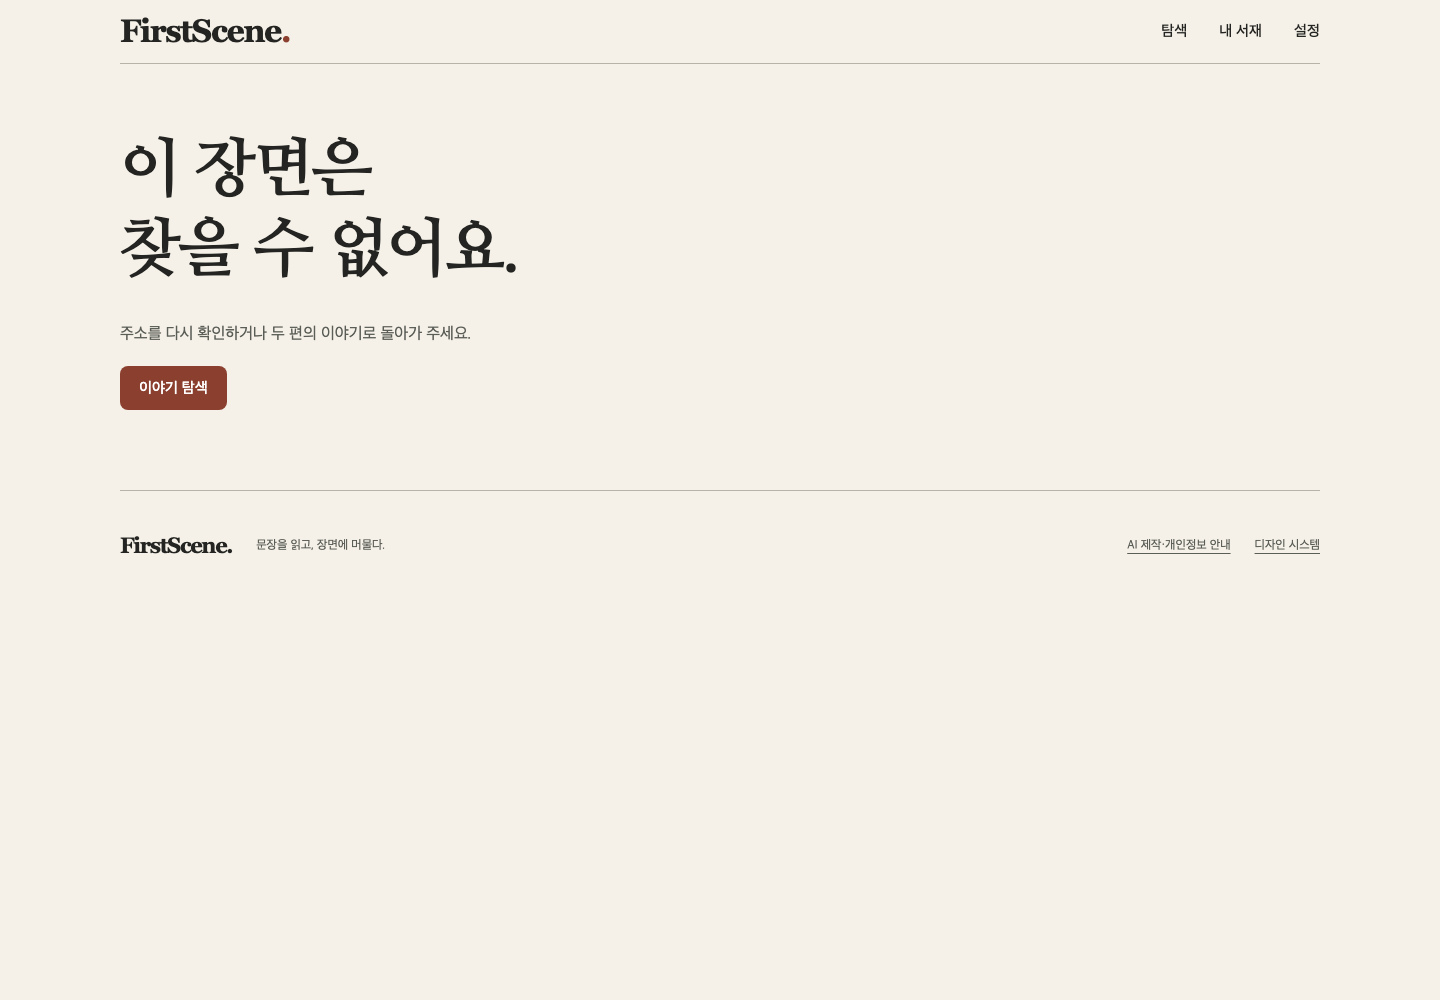 FirstScene.
탐색
내 서재
설정
이 장면은
찾을 수 없어요.
주소를 다시 확인하거나 두 편의 이야기로 돌아가 주세요.
이야기 탐색
FirstScene.
문장을 읽고, 장면에 머물다.
AI 제작·개인정보 안내
디자인 시스템